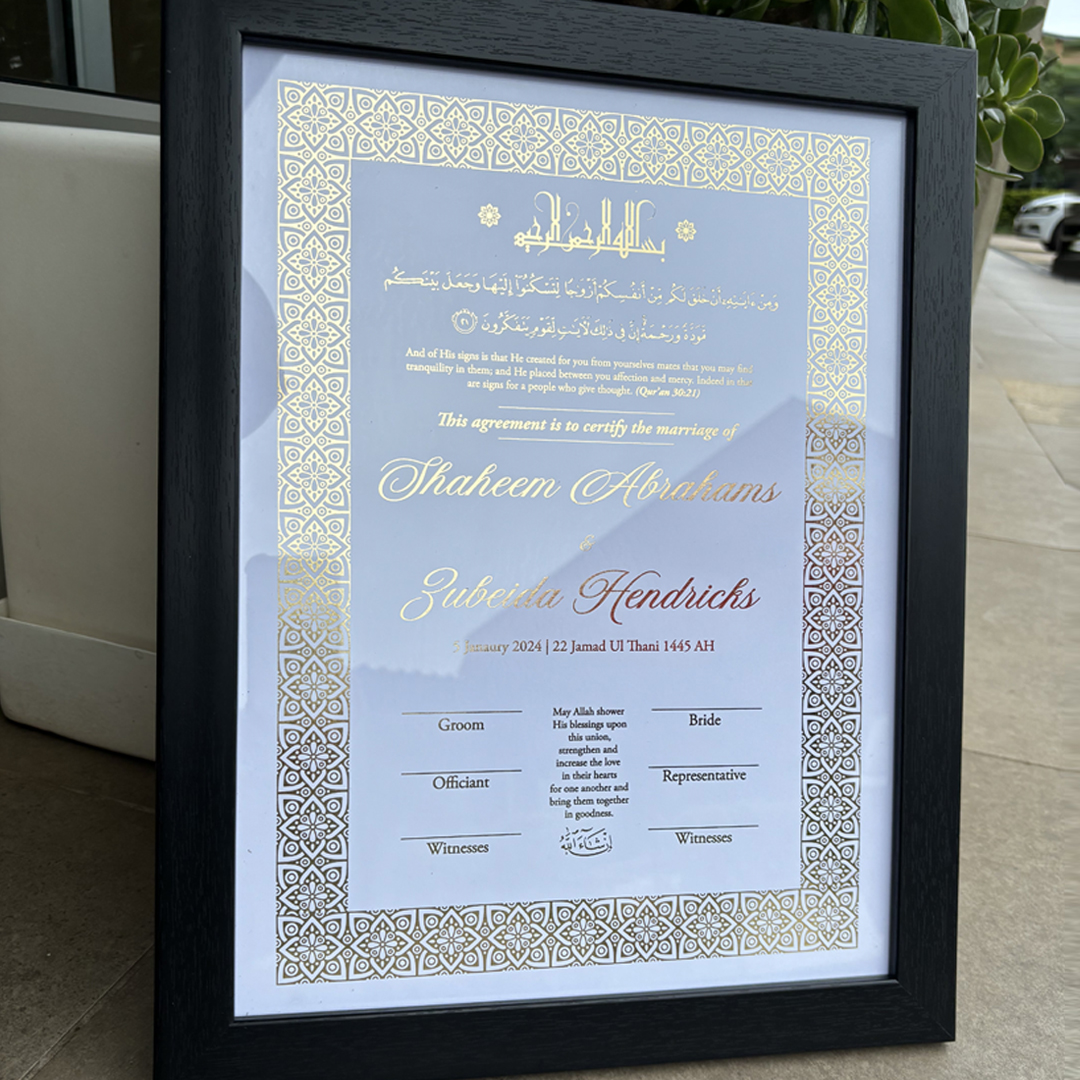 بسم الله الرحمن الرحيم
وَمِنْ ءَايَـٰتِهِۦٓ أَنْ خَلَقَ لَكُم مِّنْ أَنفُسِكُمْ أَزْوَٰجًا لِّتَسْكُنُوٓا۟ إِلَيْهَا وَجَعَلَ بَيْنَكُم
مَّوَدَّةً وَرَحْمَةً إِنَّ فِى ذَٰلِكَ لَـَٔايَـٰتٍ لِّقَوْمٍ يَتَفَكَّرُونَ ٢١
And of His signs is that He created for you from yourselves mates that you may find
tranquility in them; and He placed between you affection and mercy. Indeed in that
are signs for a people who give thought. (Qur'an 30:21)
This agreement is to certify the marriage of
Shaheem Abrahams
&
Zubeida Hendricks
5 Janaury 2024 | 22 Jamad Ul Thani 1445 AH
Groom
Officiant
Witnesses
May Allah shower
His blessings upon
this union,
strengthen and
increase the love
in their hearts
for one another and
bring them together
in goodness.
إِنْ شَاءَ ٱللَّٰه
Bride
Representative
Witnesses